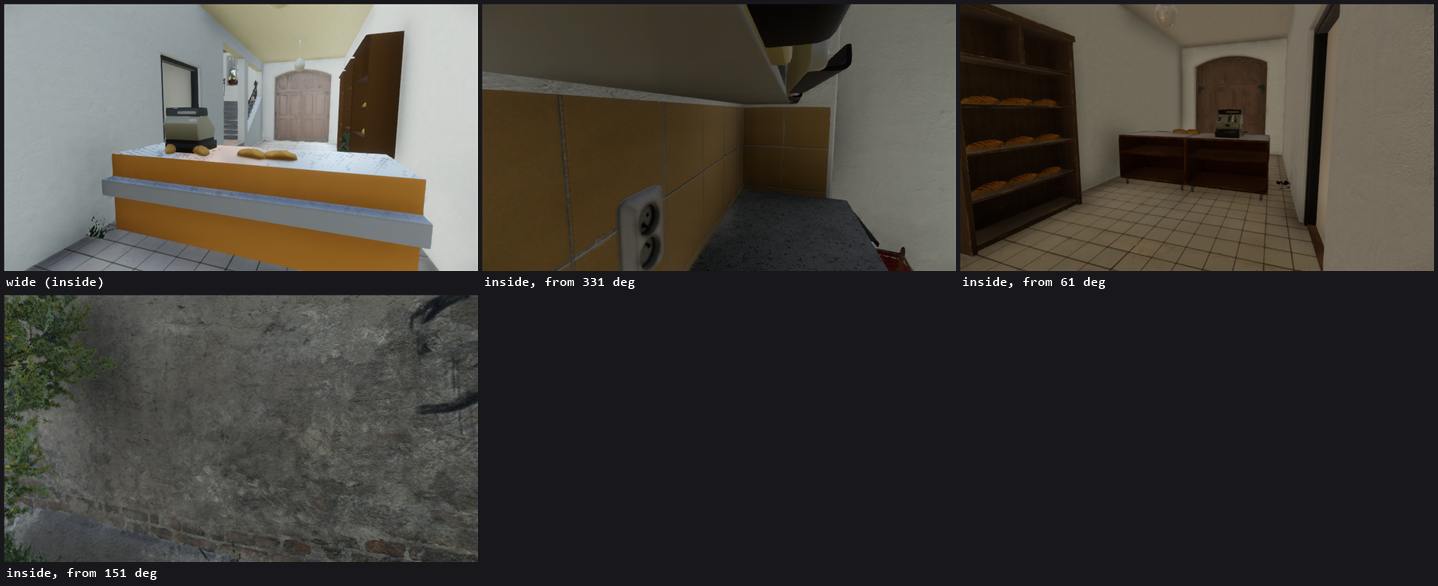 wide (inside)
inside, from 331 deg
inside, from 61 deg
inside, from 151 deg